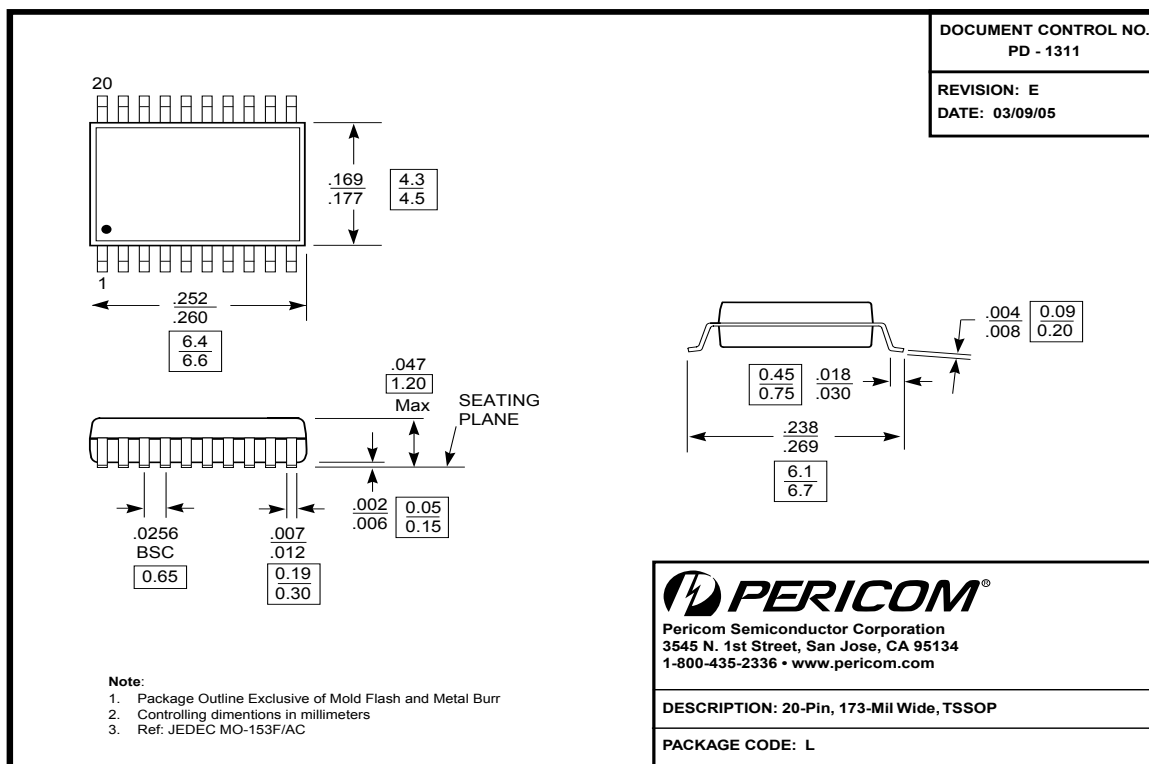 DOCUMENT CONTROL NO.
PD - 1311
REVISION: E
DATE: 03/09/05
20
.169
.177
4.3
4.5
1
.252
.260
6.4
6.6
.047
1.20
Max
SEATING
PLANE
.002
.006
0.05
0.15
.0256
BSC
0.65
.007
.012
0.19
0.30
.004
.008
0.09
0.20
0.45
0.75
.018
.030
.238
.269
6.1
6.7
Note:
1. Package Outline Exclusive of Mold Flash and Metal Burr
2. Controlling dimentions in millimeters
3. Ref: JEDEC MO-153F/AC
PERICOM®
Pericom Semiconductor Corporation
3545 N. 1st Street, San Jose, CA 95134
1-800-435-2336 • www.pericom.com
DESCRIPTION: 20-Pin, 173-Mil Wide, TSSOP
PACKAGE CODE: L